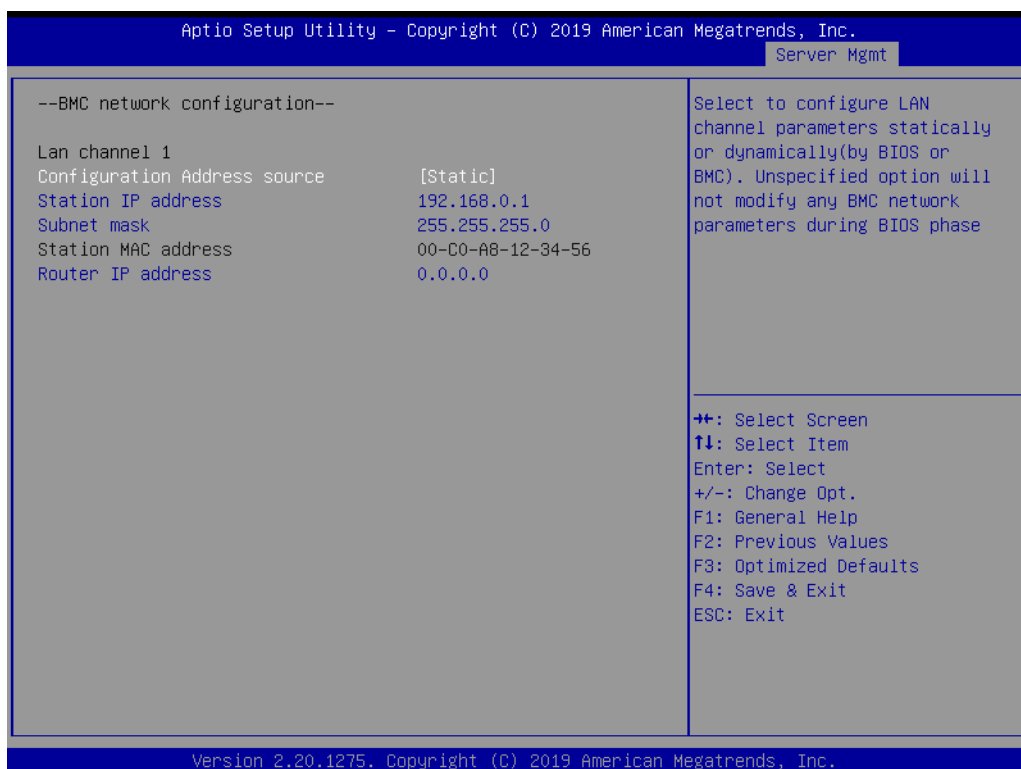 Aptio Setup Utility – Copyright (C) 2019 American Megatrends, Inc.
Server Mgmt
--BMC network configuration--
Lan channel 1
Configuration Address source [Static]
Station IP address 192.168.0.1
Subnet mask 255.255.255.0
Station MAC address 00-C0-A8-12-34-56
Router IP address 0.0.0.0
Select to configure LAN
channel parameters statically
or dynamically(by BIOS or
BMC). Unspecified option will
not modify any BMC network
parameters during BIOS phase
→←: Select Screen
↑↓: Select Item
Enter: Select
+/-: Change Opt.
F1: General Help
F2: Previous Values
F3: Optimized Defaults
F4: Save & Exit
ESC: Exit
Version 2.20.1275. Copyright (C) 2019 American Megatrends, Inc.